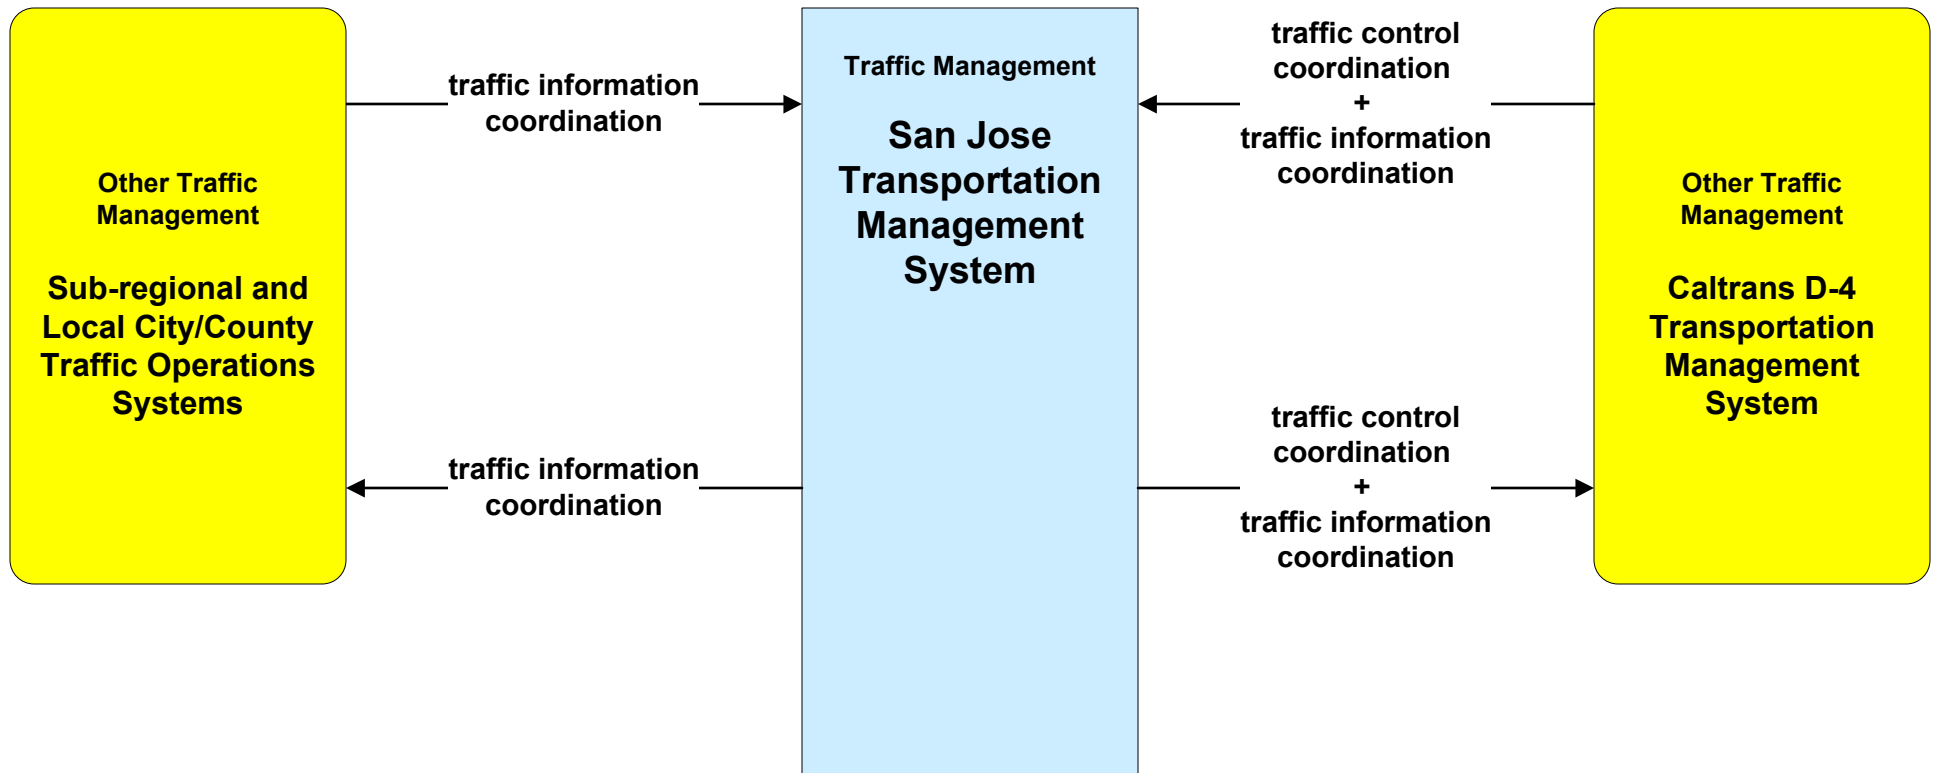 Other Traffic
Management
Sub-regional and
Local City/County
Traffic Operations
Systems
traffic information
coordination
traffic information
coordination
Traffic Management
San Jose
Transportation
Management
System
traffic control
coordination
+
traffic information
coordination
traffic control
coordination
+
traffic information
coordination
Other Traffic
Management
Caltrans D-4
Transportation
Management
System